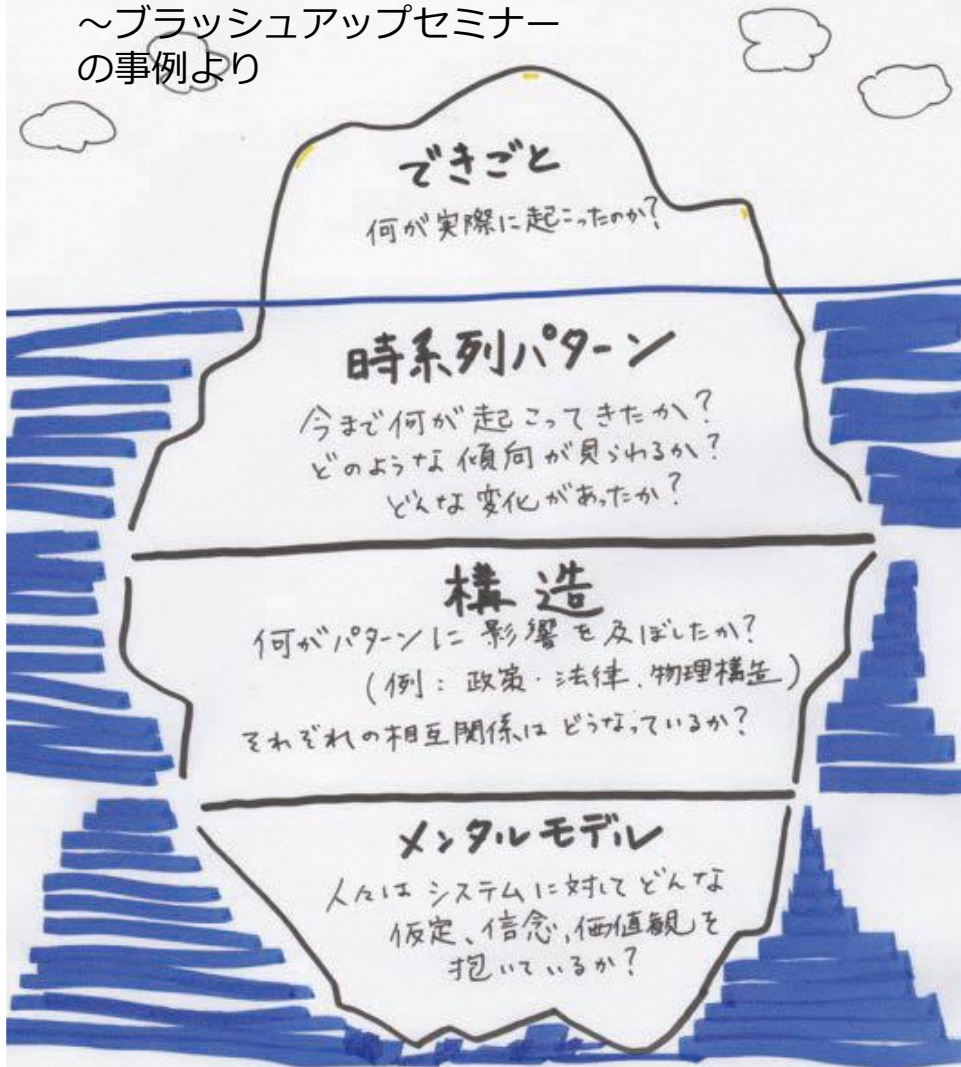 ～ブラッシュアップセミナー
の事例より
できごと
何が実際に起こったのか?
時系列パターン
今まで何が起こってきたか?
どのような傾向が見られるか?
どんな変化があったか?
構造
何がパターンに影響を及ぼしたか?
(例:政策・法律、物理構造)
それぞれの相互関係はどうなっているか?
メンタルモデル
人々はシステムに対してどんな
仮定、信念、価値観を
抱いているか?